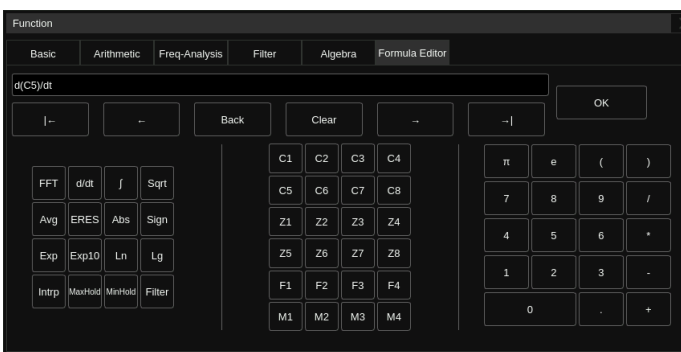 Function
Basic Arithmetic Freq-Analysis Filter Algebra Formula Editor
d(C5)/dt
OK
|← ← Back Clear → →|
C1 C2 C3 C4 π e ( )
FFT d/dt ∫ Sqrt
C5 C6 C7 C8 7 8 9 /
Avg ERES Abs Sign Z1 Z2 Z3 Z4
4 5 6 *
Exp Exp10 Ln Lg Z5 Z6 Z7 Z8
1 2 3 -
Intrp MaxHold MinHold Filter F1 F2 F3 F4
0 . +
M1 M2 M3 M4